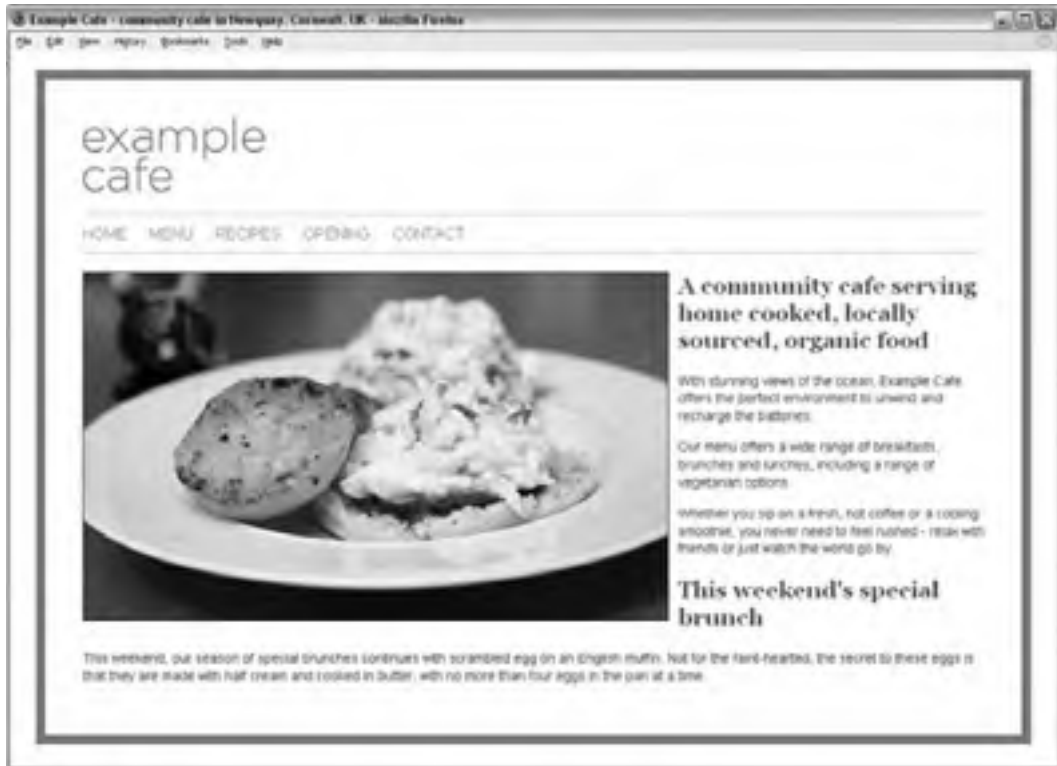 Example Cafe - community cafe in Newquay, Cornwall, UK - Mozilla Firefox
File Edit View History Bookmarks Tools Help
example
cafe
HOME MENU RECIPES OPENING CONTACT
A community cafe serving
home cooked, locally
sourced, organic food
With stunning views of the ocean, Example Cafe
offers the perfect environment to unwind and
recharge the batteries.
Our menu offers a wide range of breakfasts,
brunches and lunches, including a range of
vegetarian options.
Whether you sip on a fresh, hot coffee or a cooling
smoothie, you never need to feel rushed - relax with
friends or just watch the world go by.
This weekend's special
brunch
This weekend, our season of special brunches continues with scrambled egg on an English muffin. Not for the faint-hearted, the secret to these eggs is
that they are made with half cream and cooked in butter, with no more than four eggs in the pan at a time.